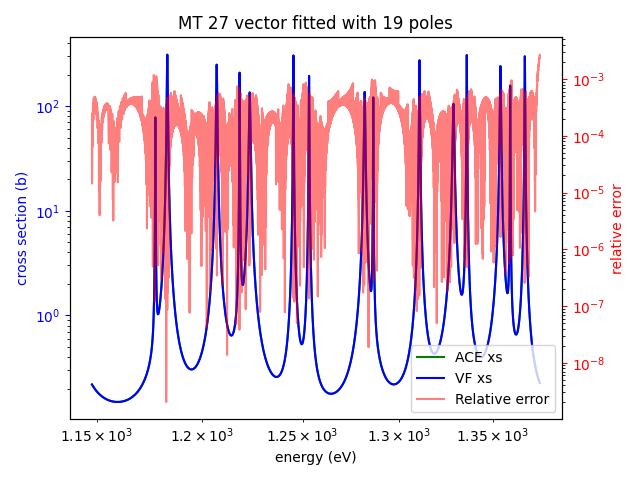 MT 27 vector fitted with 19 poles
cross section (b)
10²
10¹
10⁰
10⁻³
10⁻⁴
10⁻⁵
10⁻⁶
10⁻⁷
10⁻⁸
relative error
ACE xs
VF xs
Relative error
1.15 × 10³ 1.2 × 10³ 1.25 × 10³ 1.3 × 10³ 1.35 × 10³
energy (eV)